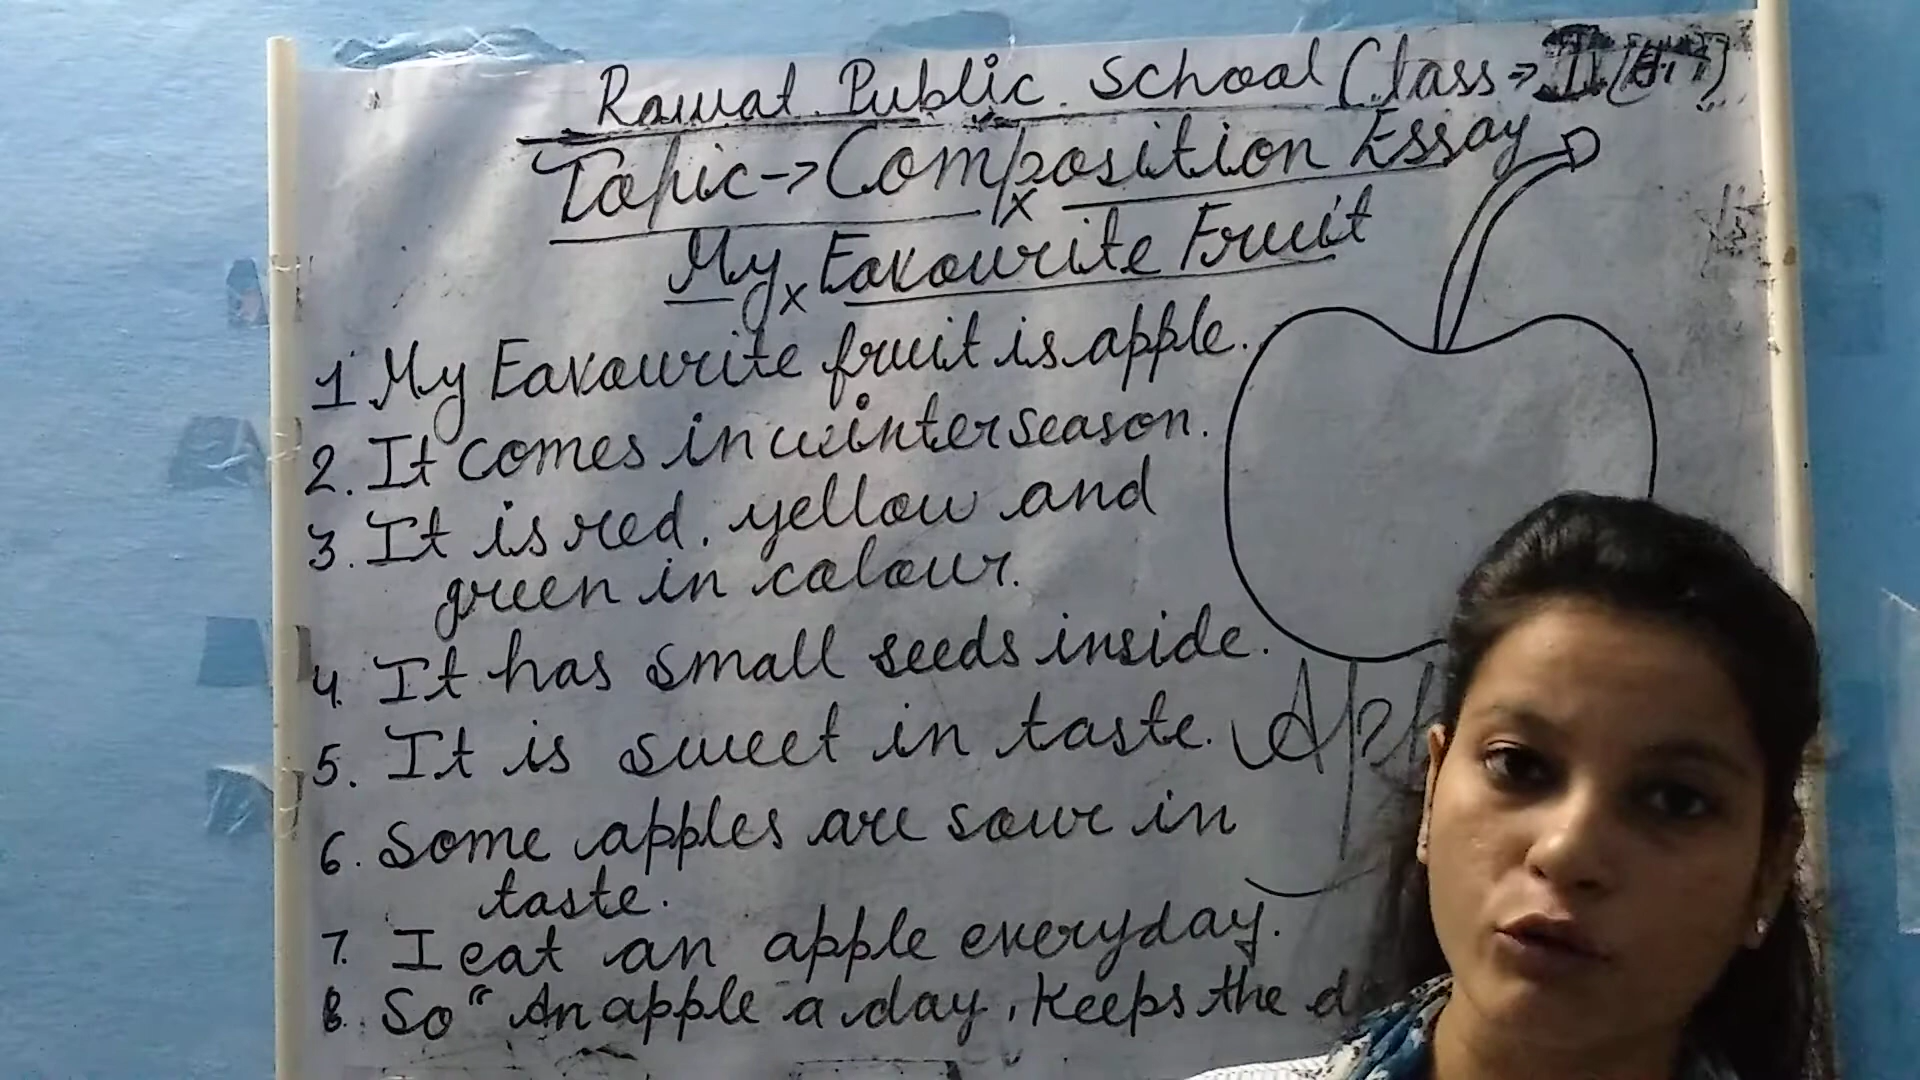 Rawat Public School Class → II
Topic → Composition Essay
My Favourite Fruit
1. My Favourite fruit is apple.
2. It comes in winter season.
3. It is red, yellow and
green in colour.
4. It has small seeds inside.
5. It is sweet in taste.
6. Some apples are sour in
taste.
7. I eat an apple everyday.
8. So "An apple a day, Keeps the d
App